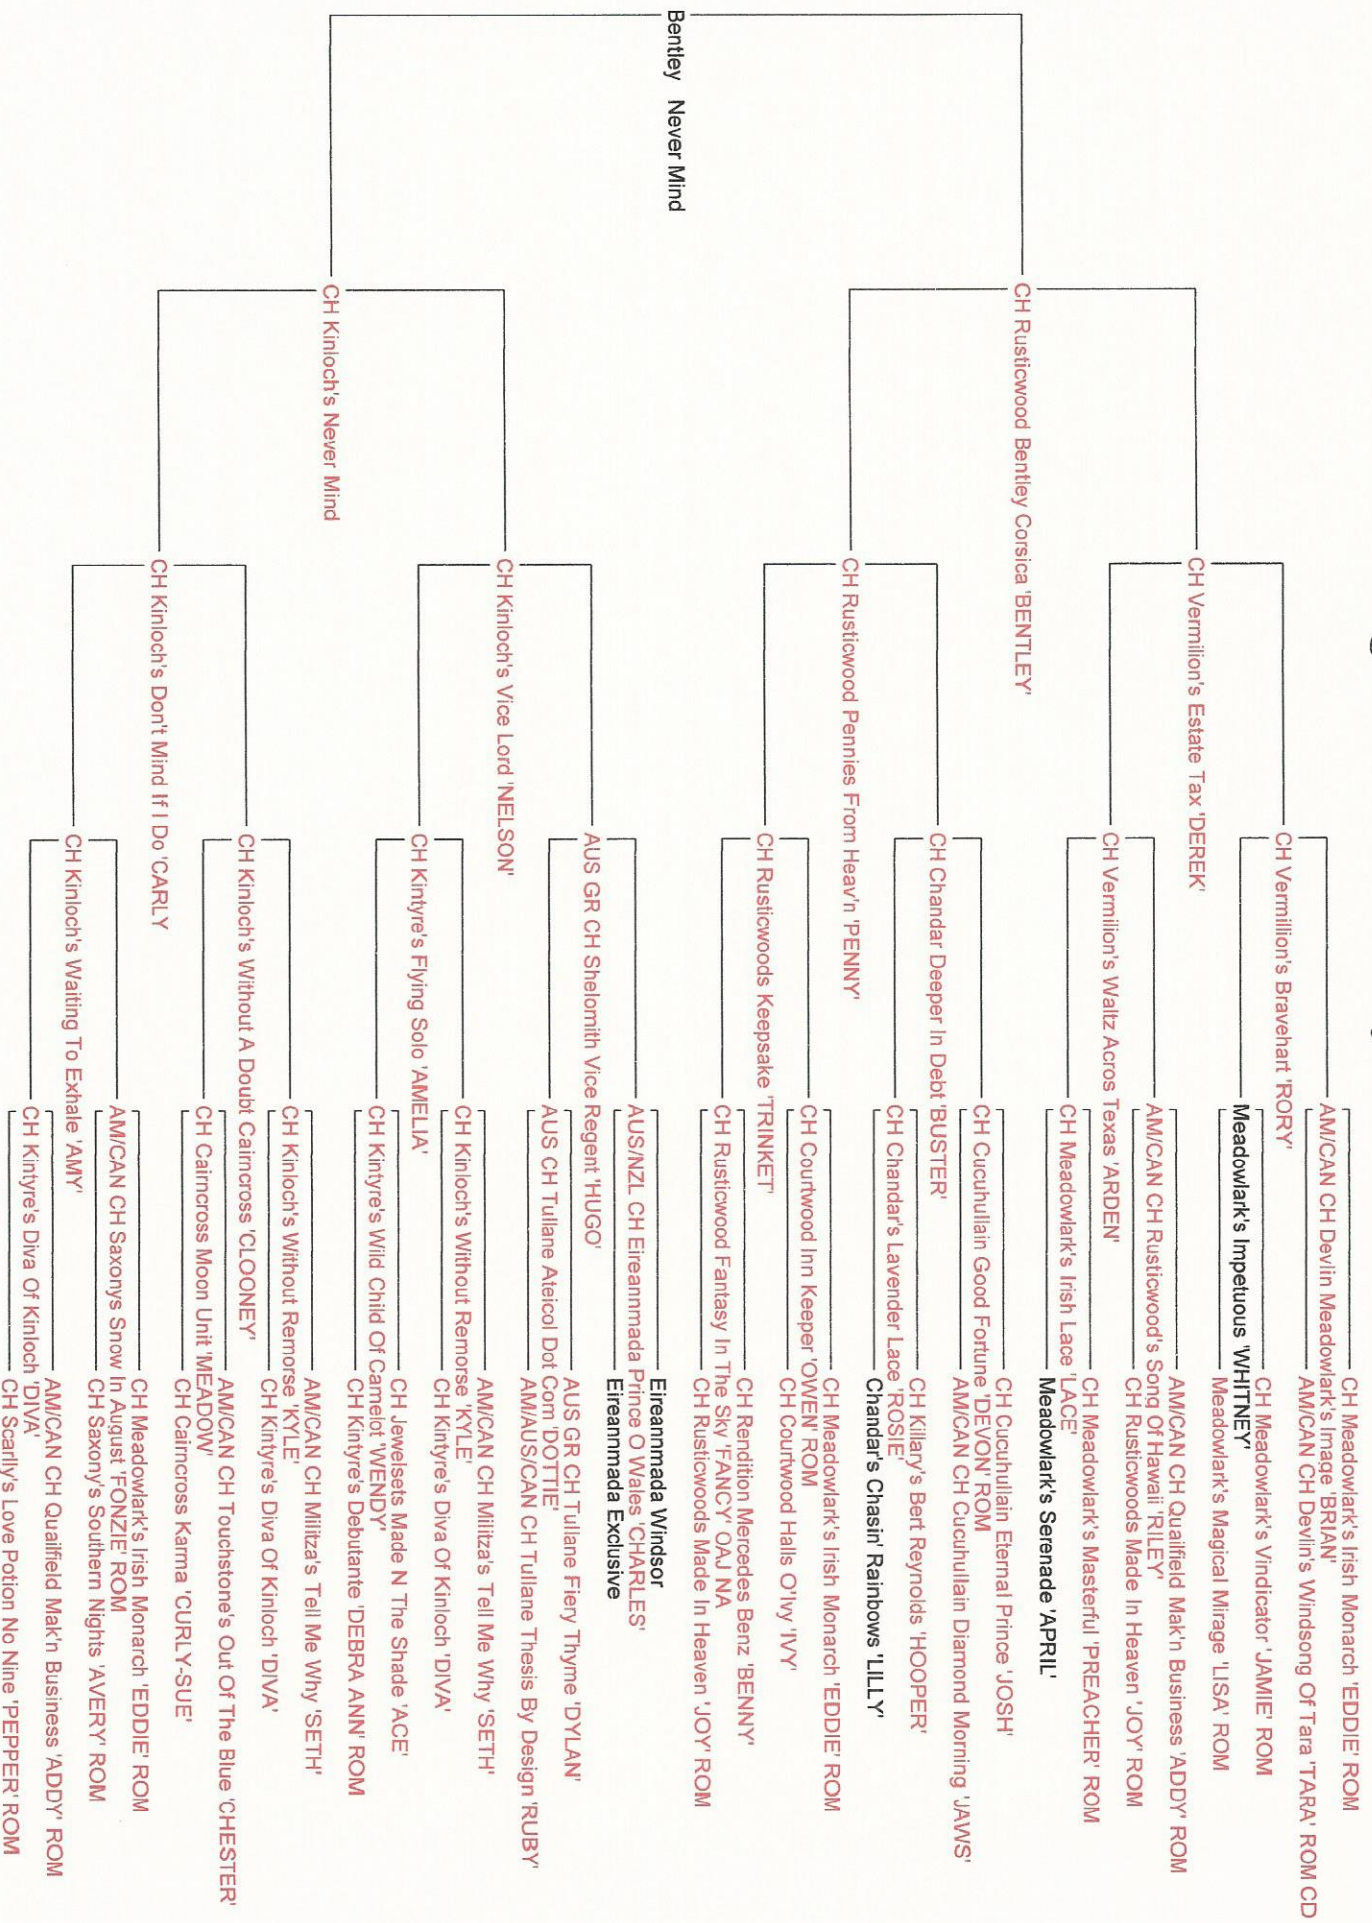 Bentley Never Mind
CH Rusticwood Bentley Corsica 'BENTLEY'
CH Kinloch's Never Mind
CH Vermilion's Estate Tax 'DEREK'
CH Rusticwood Pennies From Heav'n 'PENNY'
CH Kinloch's Vice Lord 'NELSON'
CH Kinloch's Don't Mind If I Do 'CARLY
CH Vermillion's Bravehart 'RORY'
CH Vermilion's Waltz Acros Texas 'ARDEN'
CH Chandar Deeper In Debt 'BUSTER'
CH Rusticwoods Keepsake 'TRINKET'
AUS GR CH Shelomith Vice Regent 'HUGO'
CH Kintyre's Flying Solo 'AMELIA'
CH Kinloch's Without A Doubt Cairncross 'CLOONEY'
CH Kinloch's Waiting To Exhale 'AMY'
AM/CAN CH Devlin Meadowlark's Image 'BRIAN'
Meadowlark's Impetuous 'WHITNEY'
AM/CAN CH Rusticwood's Song Of Hawaii 'RILEY'
CH Meadowlark's Irish Lace 'LACE'
CH Cucuhullain Good Fortune 'DEVON' ROM
CH Chandar's Lavender Lace 'ROSIE'
CH Courtwood Inn Keeper 'OWEN' ROM
CH Rusticwood Fantasy In The Sky 'FANCY' OAJ NA
AUS/NZL CH Eireannmada Prince O Wales 'CHARLES'
AUS CH Tullane Ateicol Dot Com 'DOTTIE'
CH Kinloch's Without Remorse 'KYLE'
CH Kintyre's Wild Child Of Camelot 'WENDY'
CH Kinloch's Without Remorse 'KYLE'
CH Cairncross Moon Unit 'MEADOW'
AM/CAN CH Saxonys Snow In August 'FONZIE' ROM
CH Kintyre's Diva Of Kinloch 'DIVA'
CH Meadowlark's Irish Monarch 'EDDIE' ROM
AM/CAN CH Devlin's Windsong Of Tara 'TARA' ROM CD
CH Meadowlark's Vindicator 'JAMIE' ROM
Meadowlark's Magical Mirage 'LISA' ROM
AM/CAN CH Quailfield Mak'n Business 'ADDY' ROM
CH Rusticwoods Made In Heaven 'JOY' ROM
CH Meadowlark's Masterful 'PREACHER' ROM
Meadowlark's Serenade 'APRIL'
CH Cucuhullain Eternal Prince 'JOSH'
AM/CAN CH Cucuhullain Diamond Morning 'JAWS'
CH Killary's Bert Reynolds 'HOOPER'
Chandar's Chasin' Rainbows 'LILLY'
CH Meadowlark's Irish Monarch 'EDDIE' ROM
CH Courtwood Halls O'Ivy 'IVY'
CH Rendition Mercedes Benz 'BENNY'
CH Rusticwoods Made In Heaven 'JOY' ROM
Eireannmada Windsor
Eireannmada Exclusive
AUS GR CH Tullane Fiery Thyme 'DYLAN'
AM/AUS/CAN CH Tullane Thesis By Design 'RUBY'
AM/CAN CH Militza's Tell Me Why 'SETH'
CH Kintyre's Diva Of Kinloch 'DIVA'
CH Jewelsets Made N The Shade 'ACE'
CH Kintyre's Debutante 'DEBRA ANN' ROM
AM/CAN CH Militza's Tell Me Why 'SETH'
CH Kintyre's Diva Of Kinloch 'DIVA'
AM/CAN CH Touchstone's Out Of The Blue 'CHESTER'
CH Cairncross Karma 'CURLY-SUE'
CH Meadowlark's Irish Monarch 'EDDIE' ROM
CH Saxony's Southern Nights 'AVERY' ROM
AM/CAN CH Quailfield Mak'n Business 'ADDY' ROM
CH Scarlly's Love Potion No Nine 'PEPPER' ROM